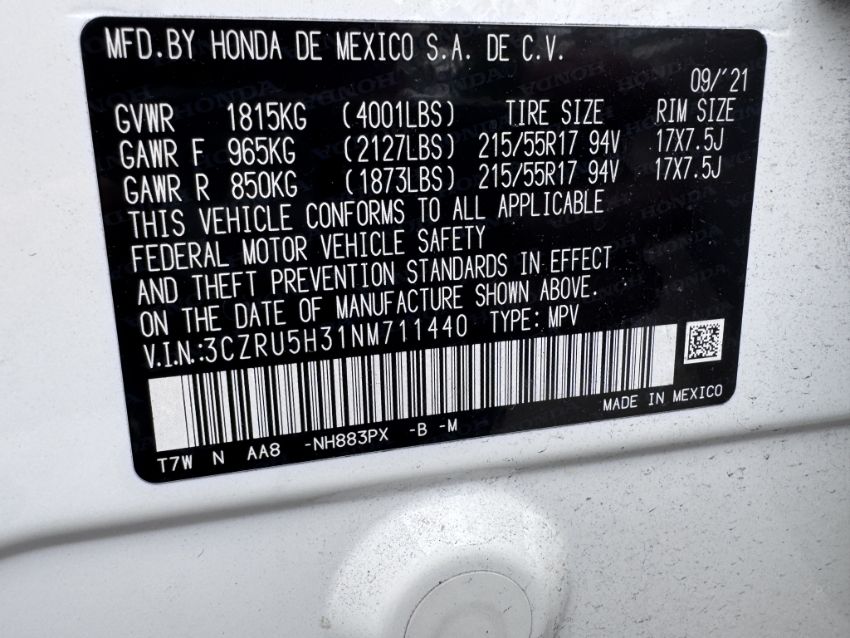 MFD.BY HONDA DE MEXICO S.A. DE C.V.
09/'21
GVWR 1815KG (4001LBS) TIRE SIZE RIM SIZE
GAWR F 965KG (2127LBS) 215/55R17 94V 17X7.5J
GAWR R 850KG (1873LBS) 215/55R17 94V 17X7.5J
THIS VEHICLE CONFORMS TO ALL APPLICABLE
FEDERAL MOTOR VEHICLE SAFETY
AND THEFT PREVENTION STANDARDS IN EFFECT
ON THE DATE OF MANUFACTURE SHOWN ABOVE.
V.I.N.:3CZRU5H31NM711440 TYPE: MPV
MADE IN MEXICO
T7W N AA8 -NH883PX -B -M